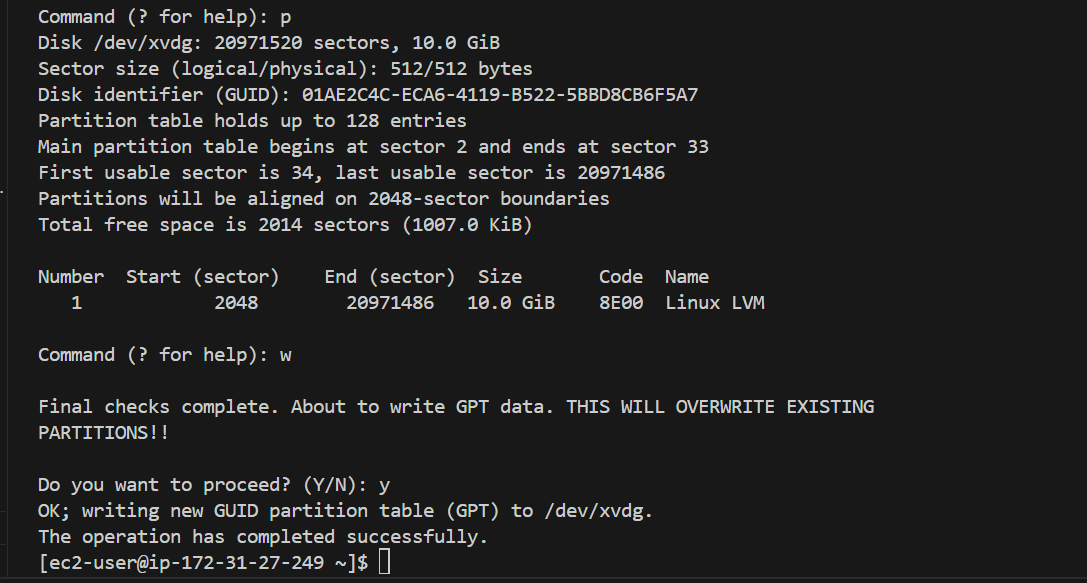 Command (? for help): p
Disk /dev/xvdg: 20971520 sectors, 10.0 GiB
Sector size (logical/physical): 512/512 bytes
Disk identifier (GUID): 01AE2C4C-ECA6-4119-B522-5BBD8CB6F5A7
Partition table holds up to 128 entries
Main partition table begins at sector 2 and ends at sector 33
First usable sector is 34, last usable sector is 20971486
Partitions will be aligned on 2048-sector boundaries
Total free space is 2014 sectors (1007.0 KiB)
Number  Start (sector)    End (sector)  Size       Code  Name
   1            2048        20971486   10.0 GiB    8E00  Linux LVM
Command (? for help): w
Final checks complete. About to write GPT data. THIS WILL OVERWRITE EXISTING
PARTITIONS!!
Do you want to proceed? (Y/N): y
OK; writing new GUID partition table (GPT) to /dev/xvdg.
The operation has completed successfully.
[ec2-user@ip-172-31-27-249 ~]$